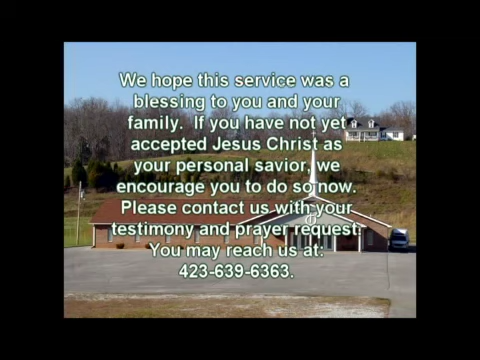 We hope this service was a
blessing to you and your
family. If you have not yet
accepted Jesus Christ as
your personal savior, we
encourage you to do so now.
Please contact us with your
testimony and prayer request.
You may reach us at:
423-639-6363.